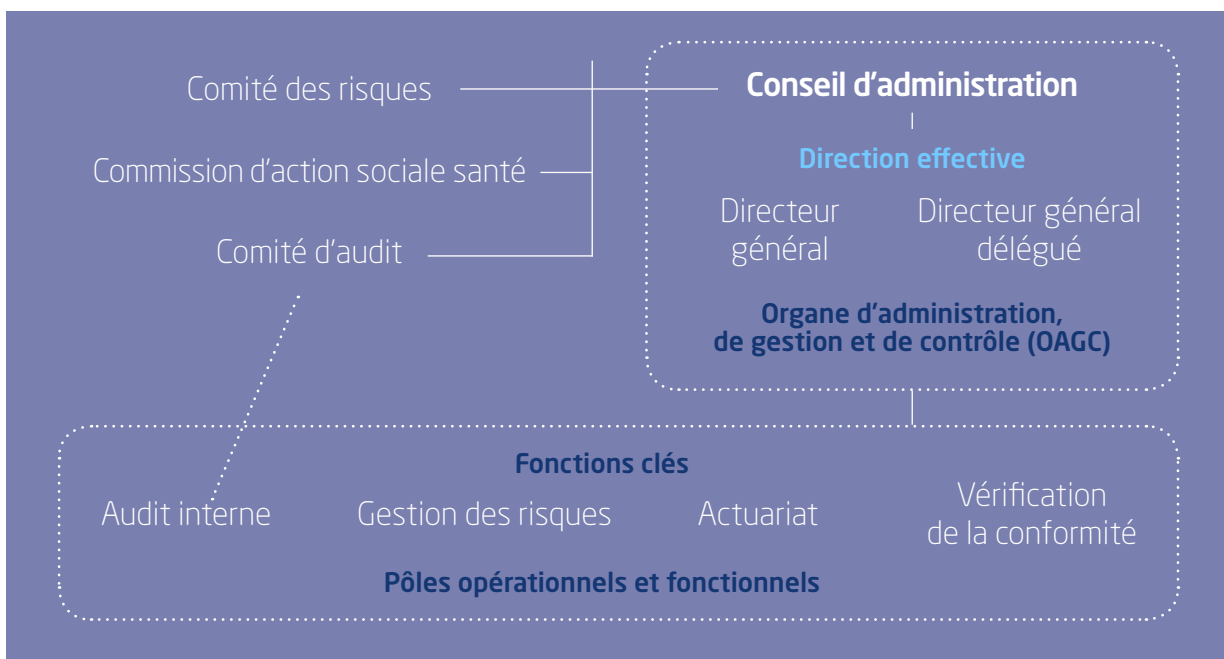 Comité des risques
Commission d'action sociale santé
Comité d'audit
Conseil d'administration
Direction effective
Directeur
général
Directeur général
délégué
Organe d'administration,
de gestion et de contrôle (OAGC)
Fonctions clés
Audit interne
Gestion des risques
Actuariat
Vérification
de la conformité
Pôles opérationnels et fonctionnels